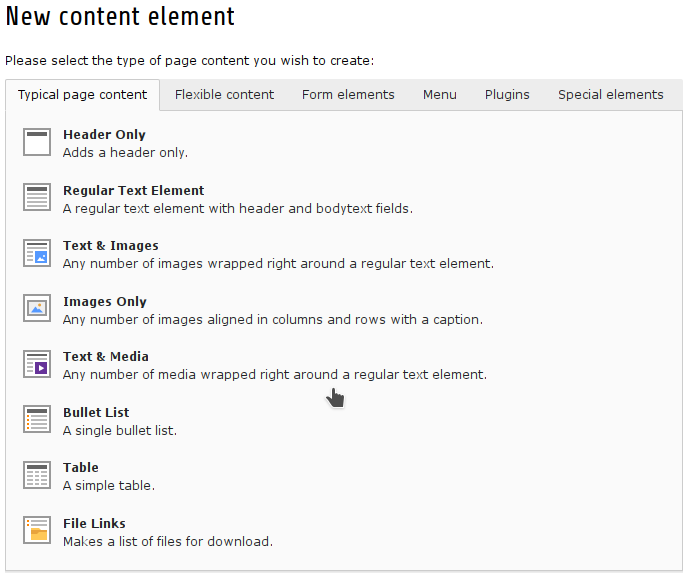 New content element
Please select the type of page content you wish to create:
Typical page content Flexible content Form elements Menu Plugins Special elements
Header Only
Adds a header only.
Regular Text Element
A regular text element with header and bodytext fields.
Text & Images
Any number of images wrapped right around a regular text element.
Images Only
Any number of images aligned in columns and rows with a caption.
Text & Media
Any number of media wrapped right around a regular text element.
Bullet List
A single bullet list.
Table
A simple table.
File Links
Makes a list of files for download.